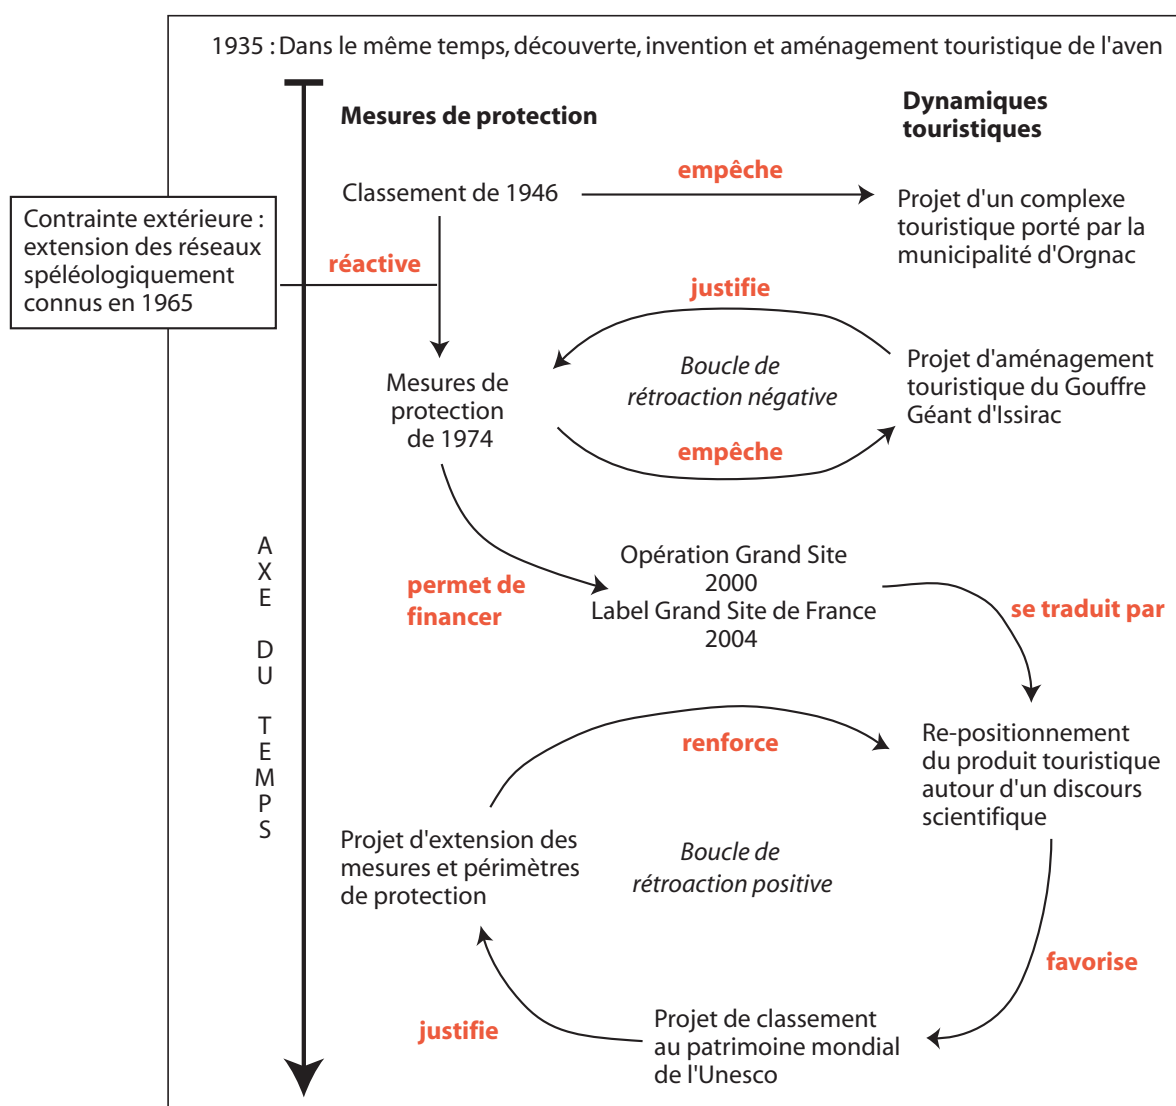 1935 : Dans le même temps, découverte, invention et aménagement touristique de l'aven
Mesures de protection
Dynamiques
touristiques
empêche
Classement de 1946
Projet d'un complexe
touristique porté par la
municipalité d'Orgnac
Contrainte extérieure :
extension des réseaux
spéléologiquement
connus en 1965
réactive
justifie
Boucle de
rétroaction négative
Projet d'aménagement
touristique du Gouffre
Géant d'Issirac
Mesures de
protection
de 1974
empêche
AXE DU TEMPS
permet de
financer
Opération Grand Site
2000
Label Grand Site de France
2004
se traduit par
renforce
Re-positionnement
du produit touristique
autour d'un discours
scientifique
Projet d'extension des
mesures et périmètres
de protection
Boucle de
rétroaction positive
favorise
justifie
Projet de classement
au patrimoine mondial
de l'Unesco